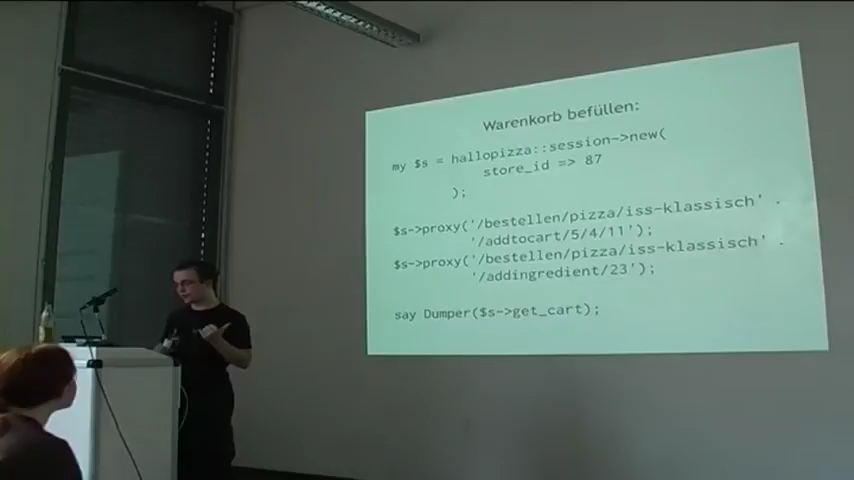 Warenkorb befüllen:
my $s = hallopizza::session->new(
store_id => 87
);
$s->proxy('/bestellen/pizza/iss-klassisch' .
'/addtocart/5/4/11');
$s->proxy('/bestellen/pizza/iss-klassisch' .
'/addingredient/23');
say Dumper($s->get_cart);